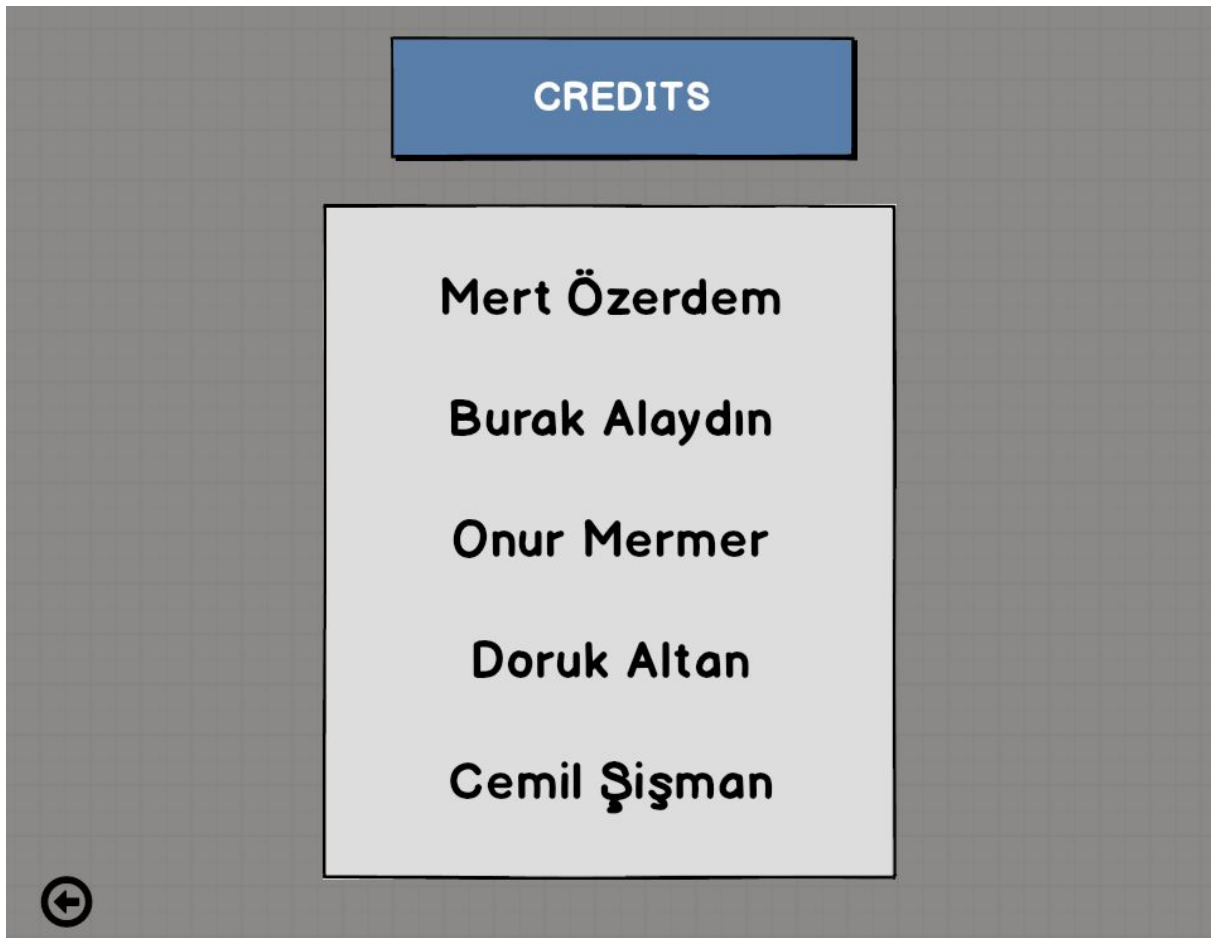 CREDITS
Mert Özerdem
Burak Alaydın
Onur Mermer
Doruk Altan
Cemil Şişman